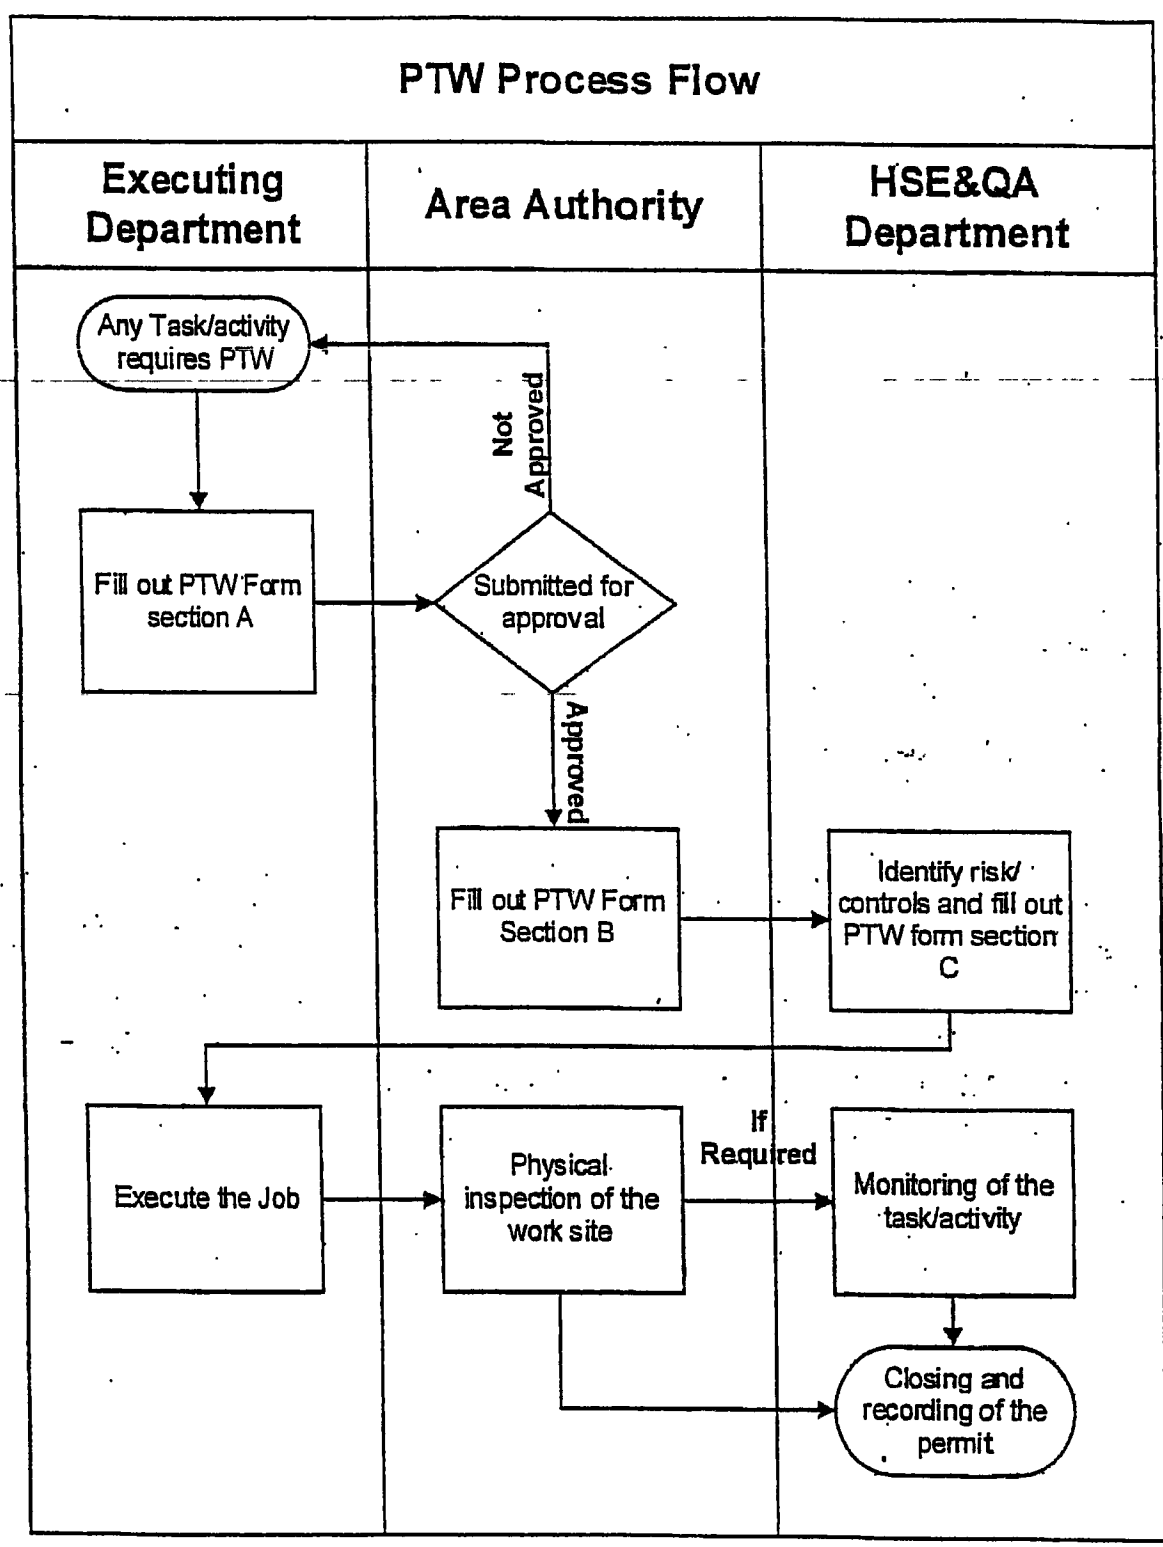 PTW Process Flow
Executing
Department
Area Authority
HSE&QA
Department
Any Task/activity
requires PTW
Not
Approved
Fill out PTW Form
section A
Submitted for
approval
Approved
Fill out PTW Form
Section B
Identify risk/
controls and fill out
PTW form section
C
Execute the Job
Physical
inspection of the
work site
If
Required
Monitoring of the
task/activity
Closing and
recording of the
permit